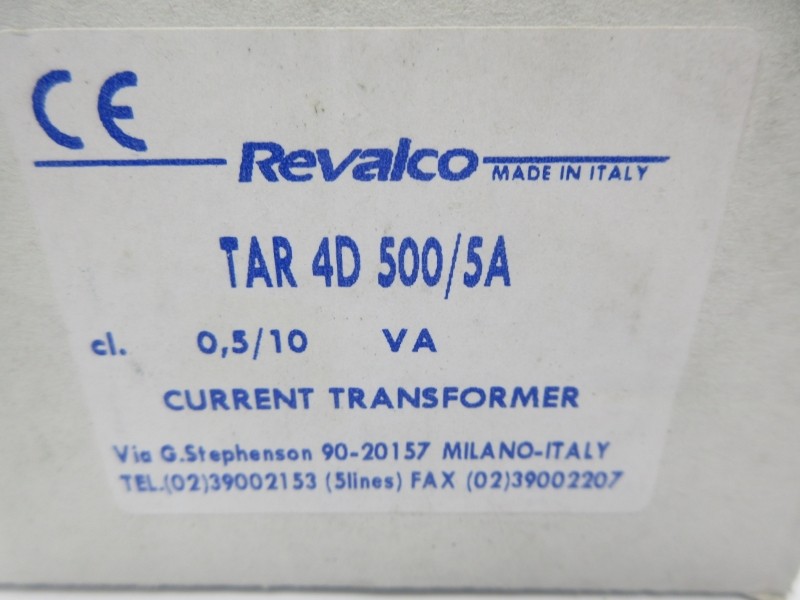 CE
Revalco MADE IN ITALY
TAR 4D 500/5A
cl. 0,5/10 VA
CURRENT TRANSFORMER
Via G.Stephenson 90-20157 MILANO-ITALY
TEL.(02)39002153 (5lines) FAX (02)39002207